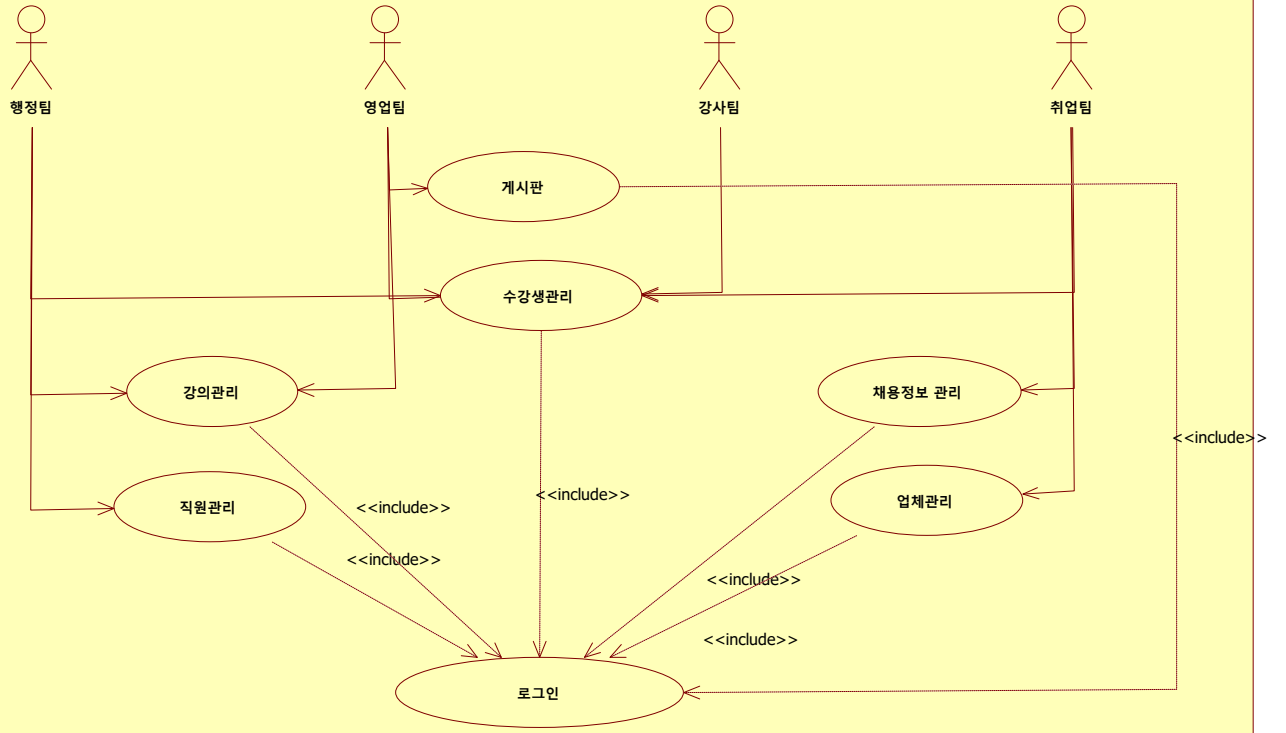 행정팀
영업팀
강사팀
취업팀
게시판
수강생관리
강의관리
채용정보 관리
<<include>>
직원관리
<<include>>
<<include>>
업체관리
<<include>>
<<include>>
<<include>>
로그인